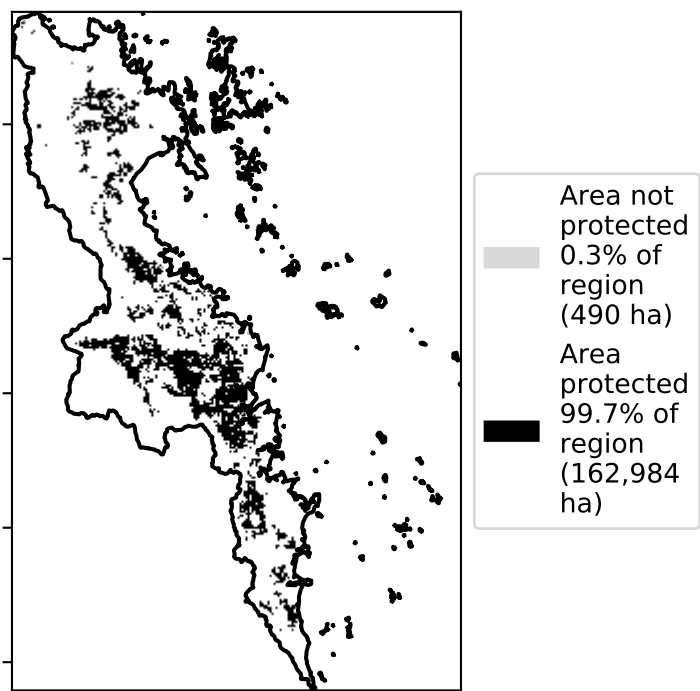 Area not
protected
0.3% of
region
(490 ha)
Area
protected
99.7% of
region
(162,984
ha)